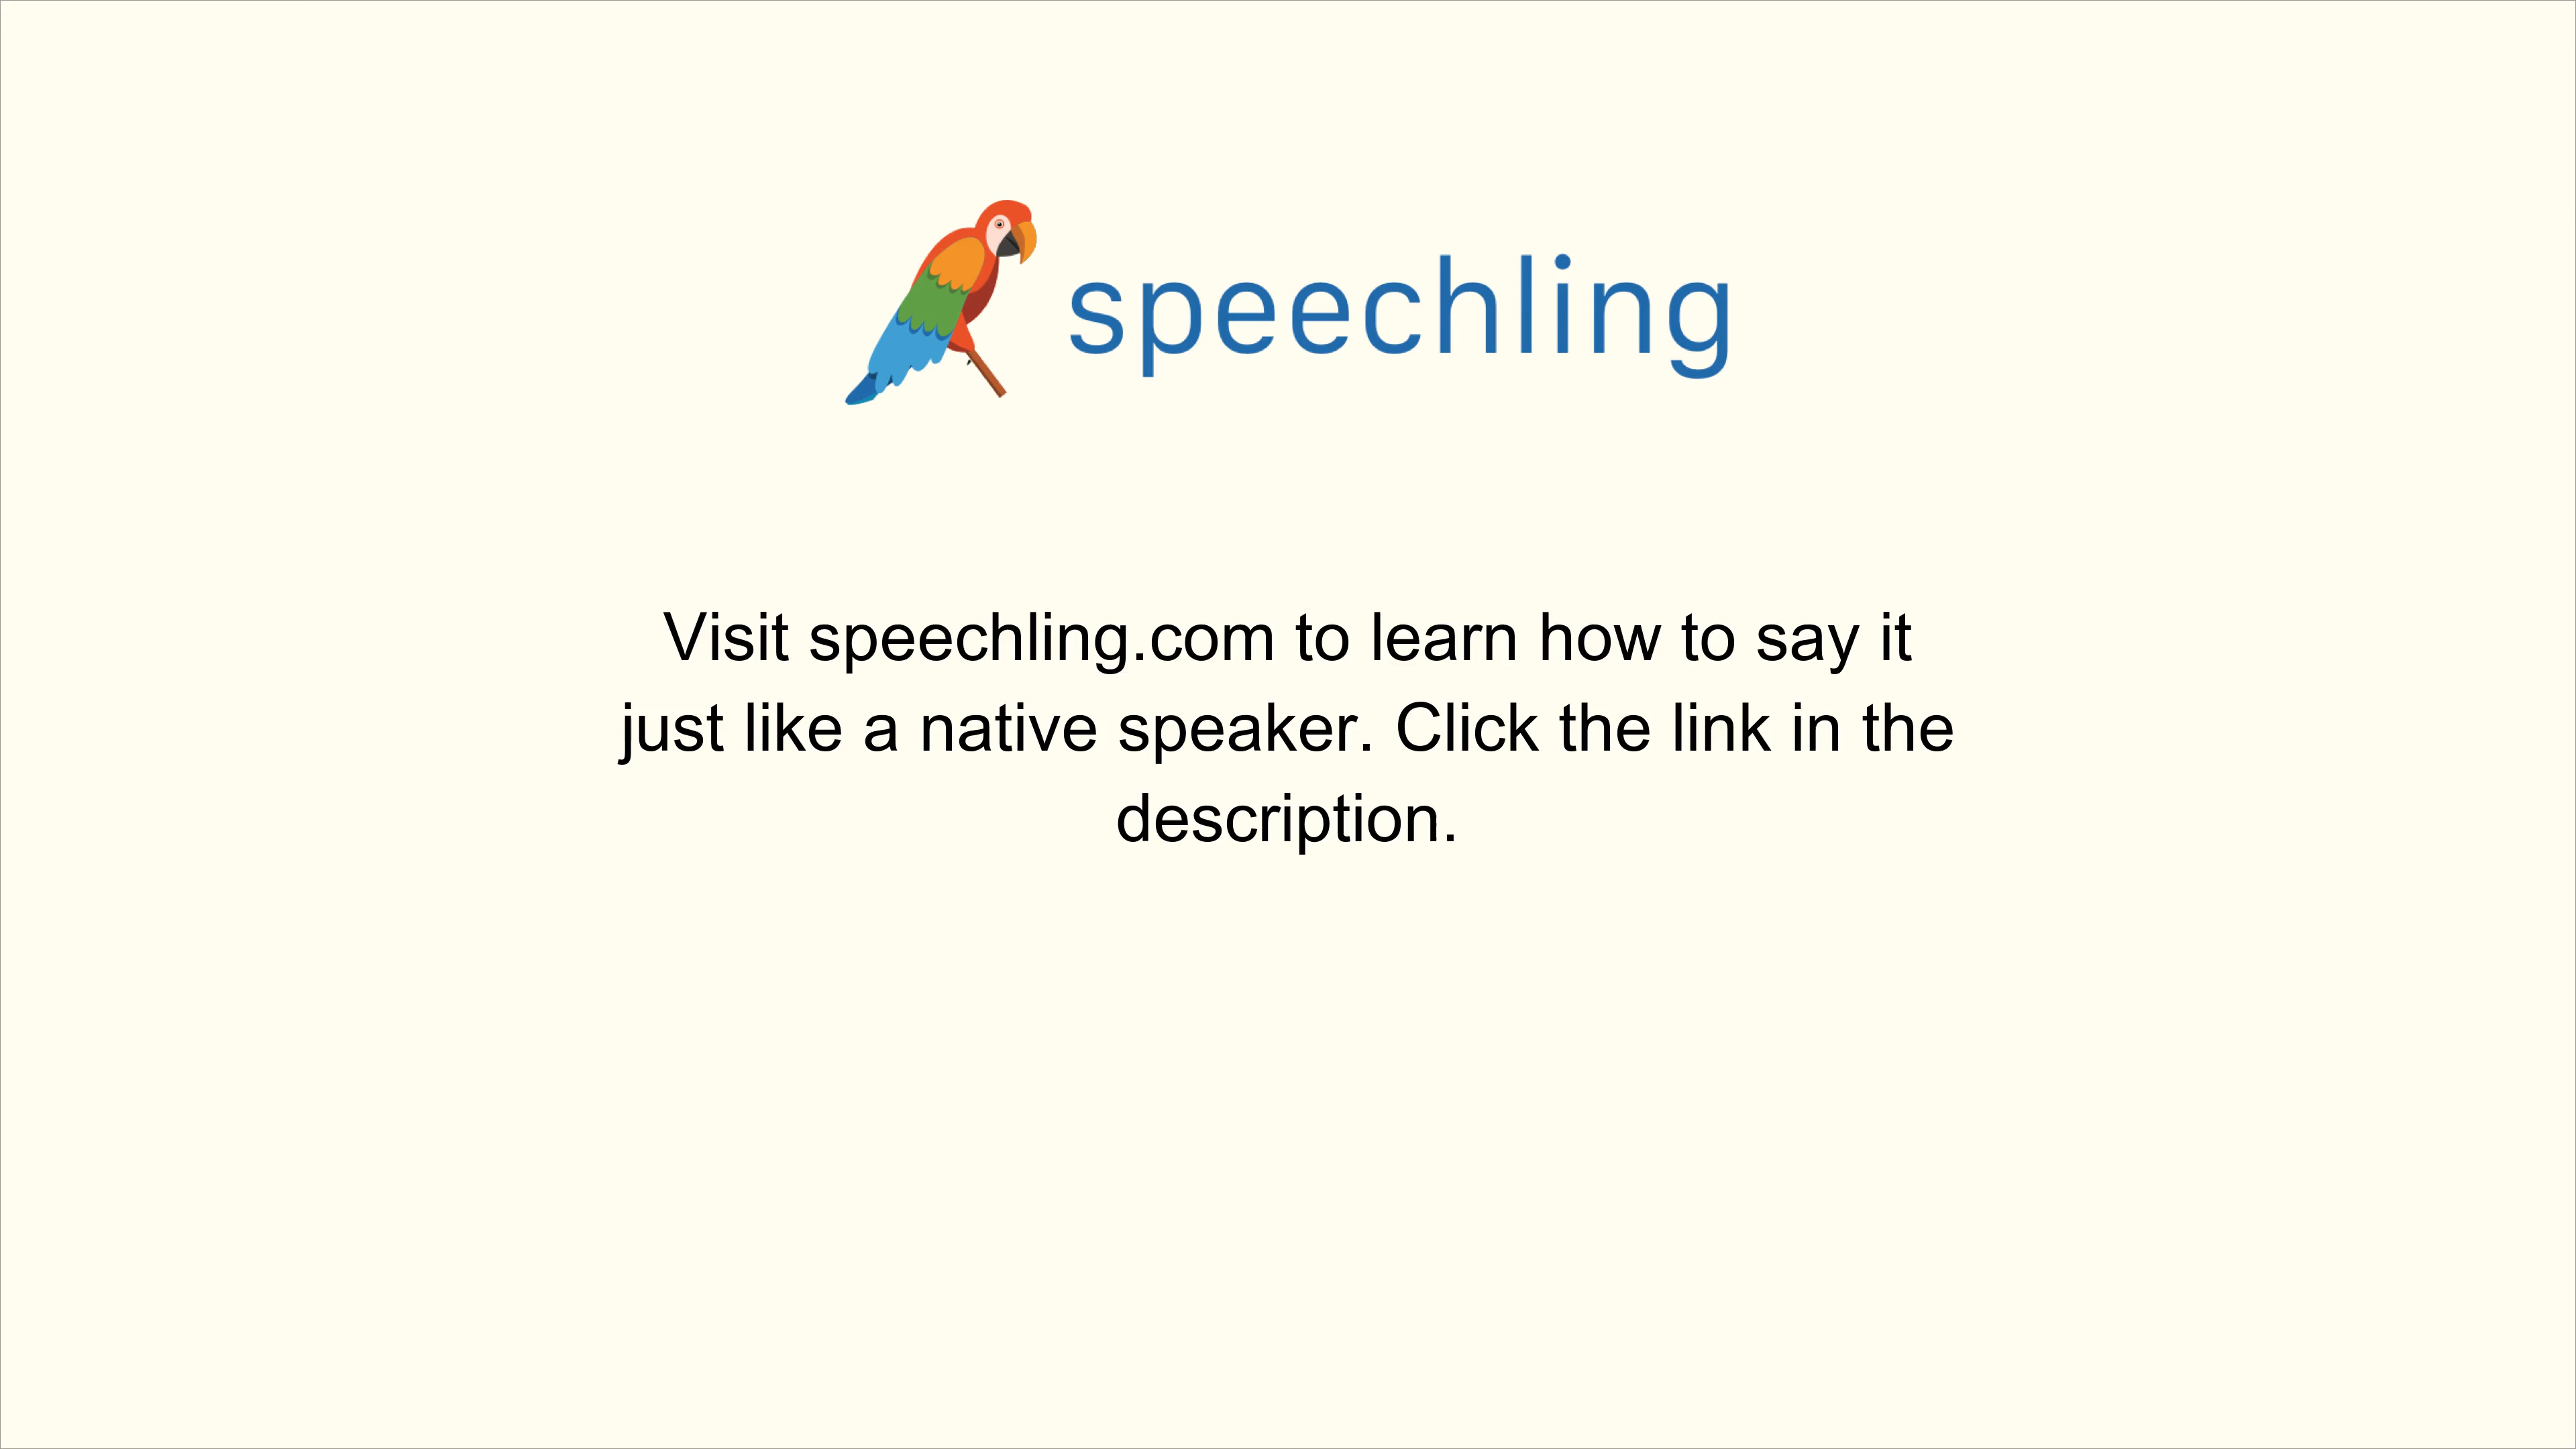 speechling
Visit speechling.com to learn how to say it
just like a native speaker. Click the link in the
description.